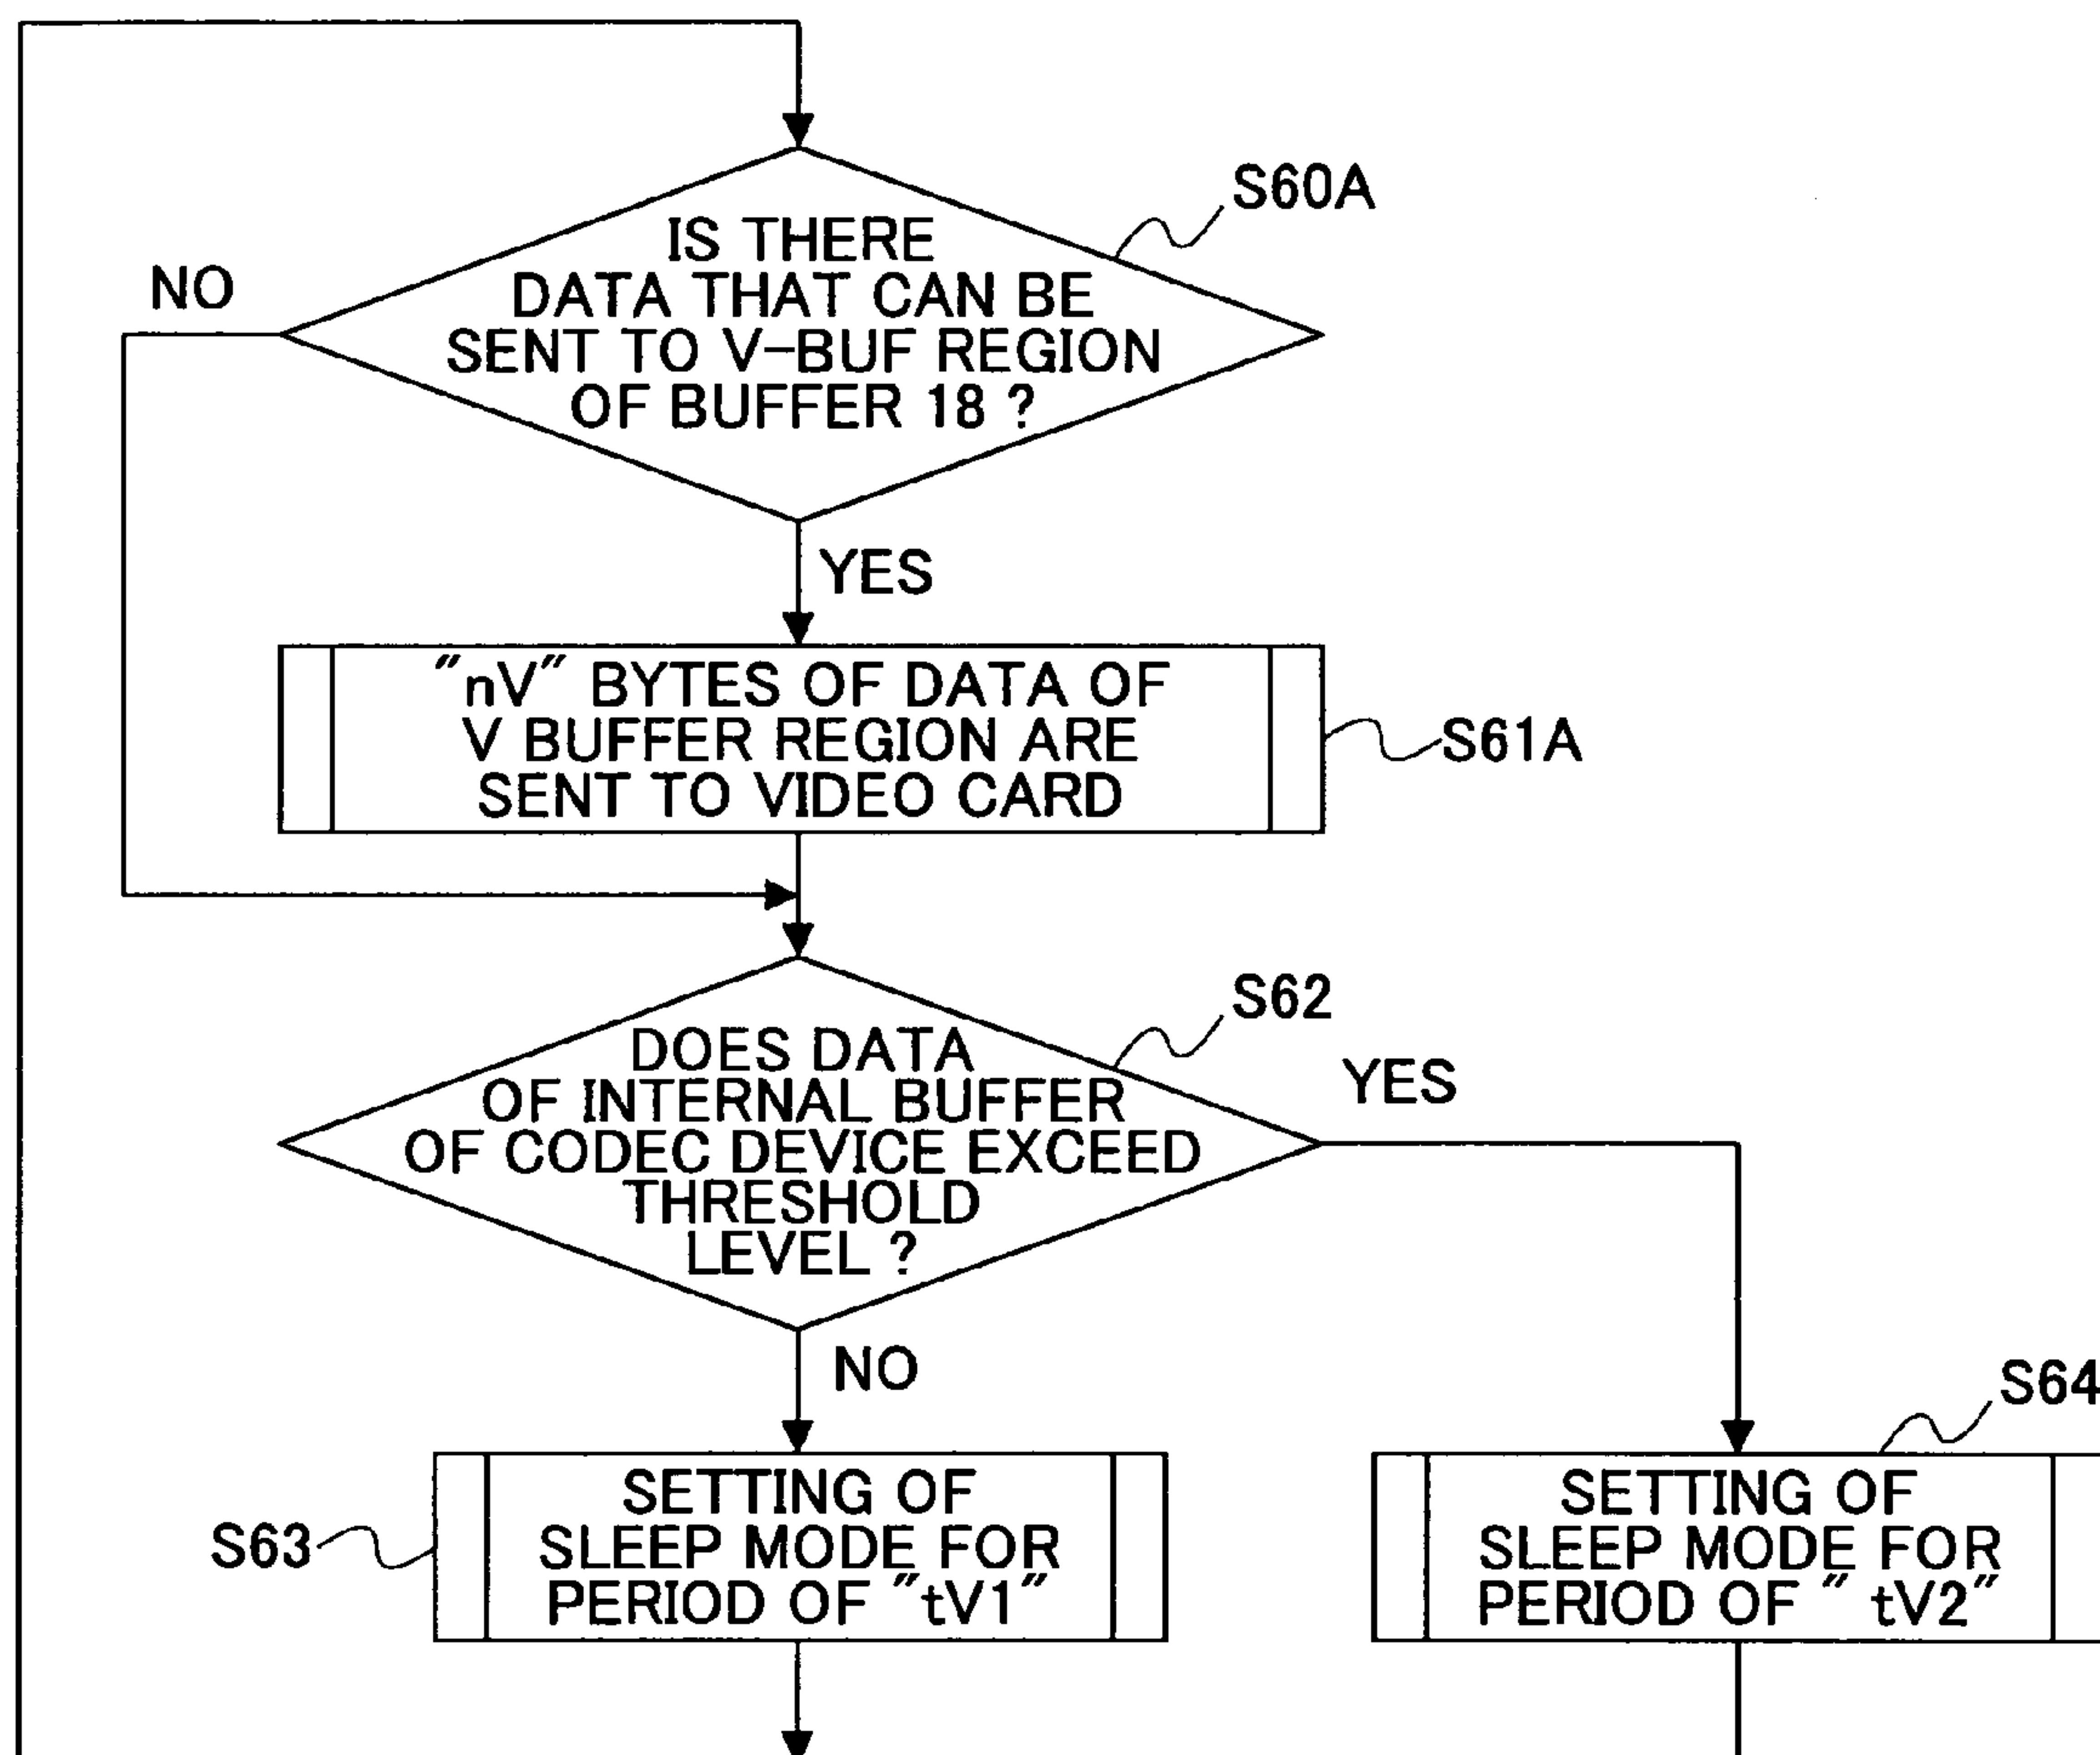 S60A
IS THERE
DATA THAT CAN BE
SENT TO V-BUF REGION
OF BUFFER 18 ?
NO
YES
"nV" BYTES OF DATA OF
V BUFFER REGION ARE
SENT TO VIDEO CARD
S61A
S62
DOES DATA
OF INTERNAL BUFFER
OF CODEC DEVICE EXCEED
THRESHOLD
LEVEL ?
YES
NO
S63
SETTING OF
SLEEP MODE FOR
PERIOD OF "tV1"
S64
SETTING OF
SLEEP MODE FOR
PERIOD OF " tV2"